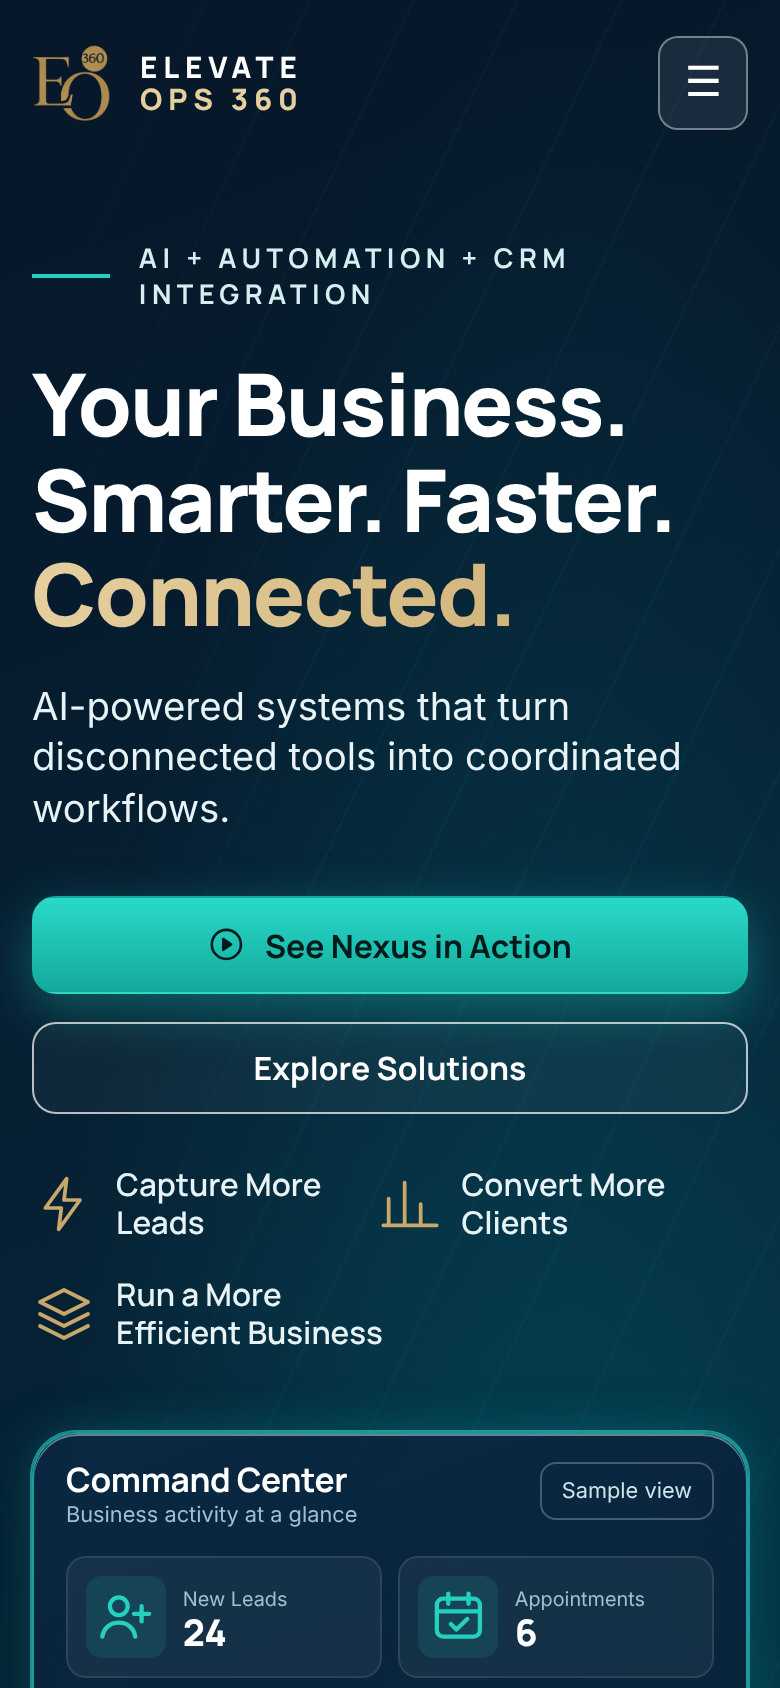 EO 360
ELEVATE
OPS 360
☰
AI + AUTOMATION + CRM
INTEGRATION
Your Business.
Smarter. Faster.
Connected.
AI-powered systems that turn
disconnected tools into coordinated
workflows.
See Nexus in Action
Explore Solutions
Capture More
Leads
Convert More
Clients
Run a More
Efficient Business
Command Center
Business activity at a glance
Sample view
New Leads
24
Appointments
6